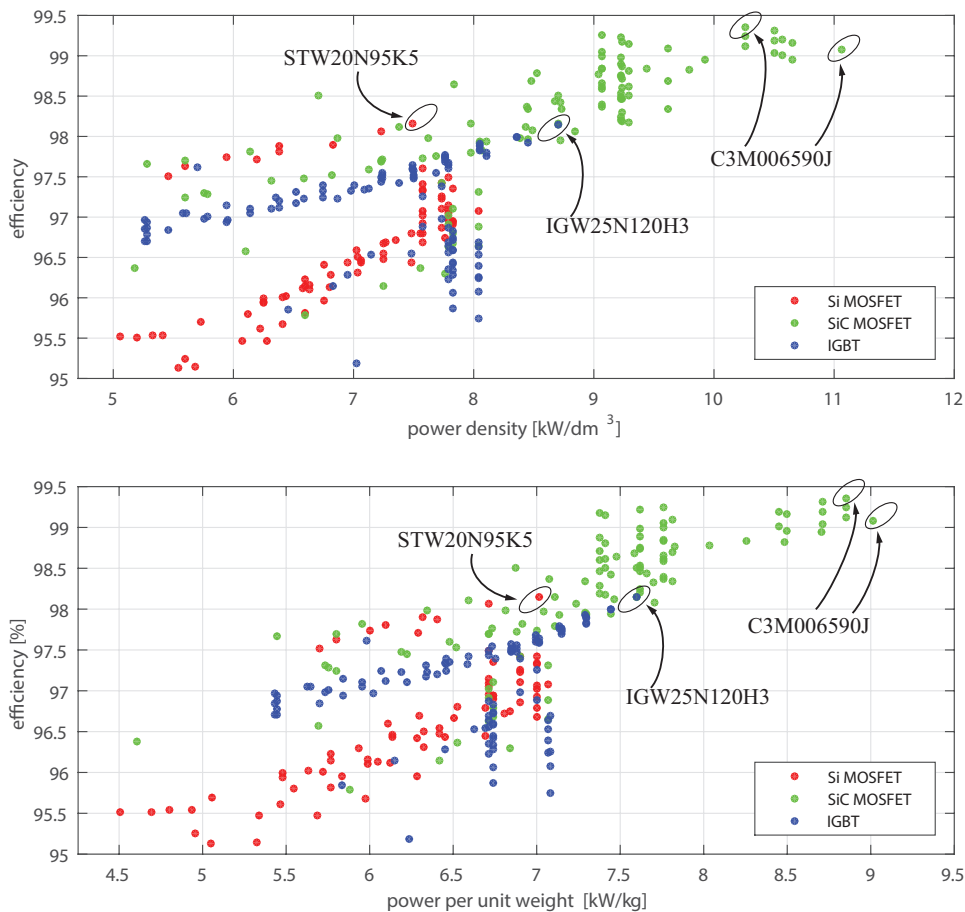 99.5
99
98.5
98
97.5
97
96.5
96
95.5
95
efficiency
STW20N95K5
C3M006590J
IGW25N120H3
Si MOSFET
SiC MOSFET
IGBT
5 6 7 8 9 10 11 12
power density [kW/dm 3]
99.5
99
98.5
98
97.5
97
96.5
96
95.5
95
efficiency [%]
STW20N95K5
C3M006590J
IGW25N120H3
Si MOSFET
SiC MOSFET
IGBT
4.5 5 5.5 6 6.5 7 7.5 8 8.5 9 9.5
power per unit weight [kW/kg]